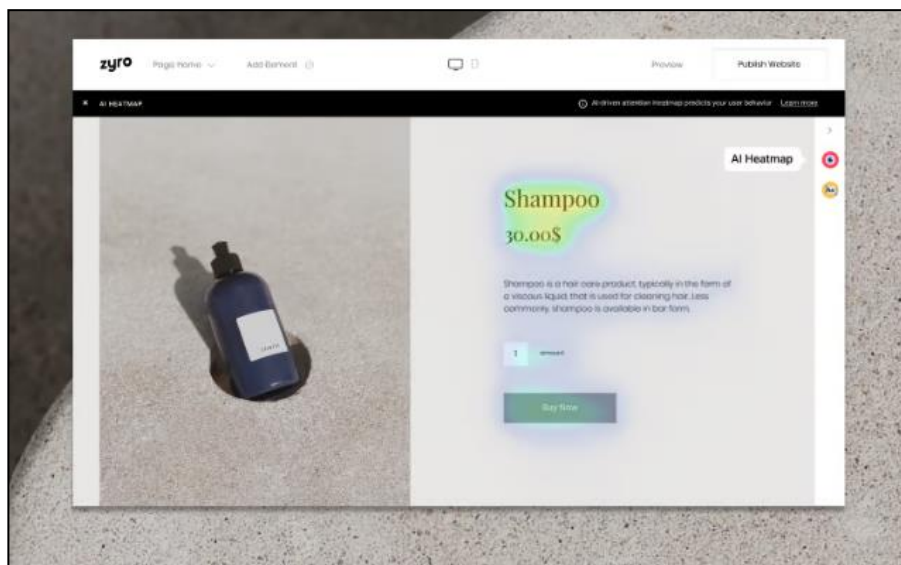 zyro
Page: Home
Add Element
Preview
Publish Website
AI HEATMAP
AI driven attention heatmap predicts your user behavior
Learn more
AI Heatmap
Shampoo
30.00$
Shampoo is a hair care product, typically in the form of
a viscous liquid, that is used for cleaning hair. Less
commonly, shampoo is available in bar form.
1
amount
Buy Now